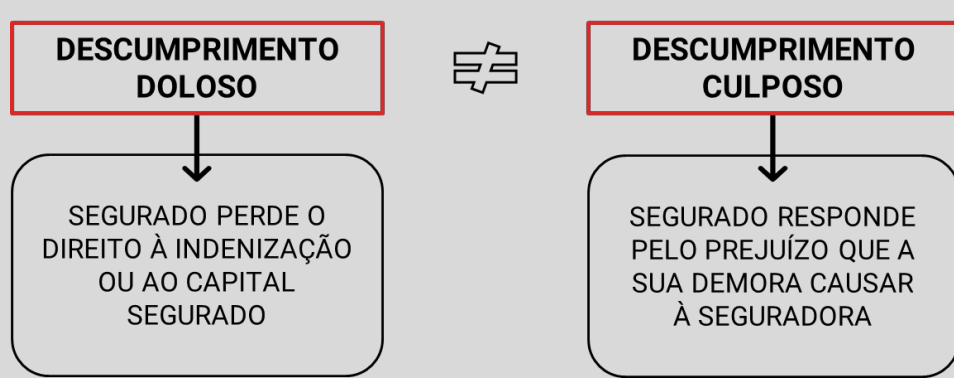 DESCUMPRIMENTO
DOLOSO
≠
DESCUMPRIMENTO
CULPOSO
SEGURADO PERDE O
DIREITO À INDENIZAÇÃO
OU AO CAPITAL
SEGURADO
SEGURADO RESPONDE
PELO PREJUÍZO QUE A
SUA DEMORA CAUSAR
À SEGURADORA